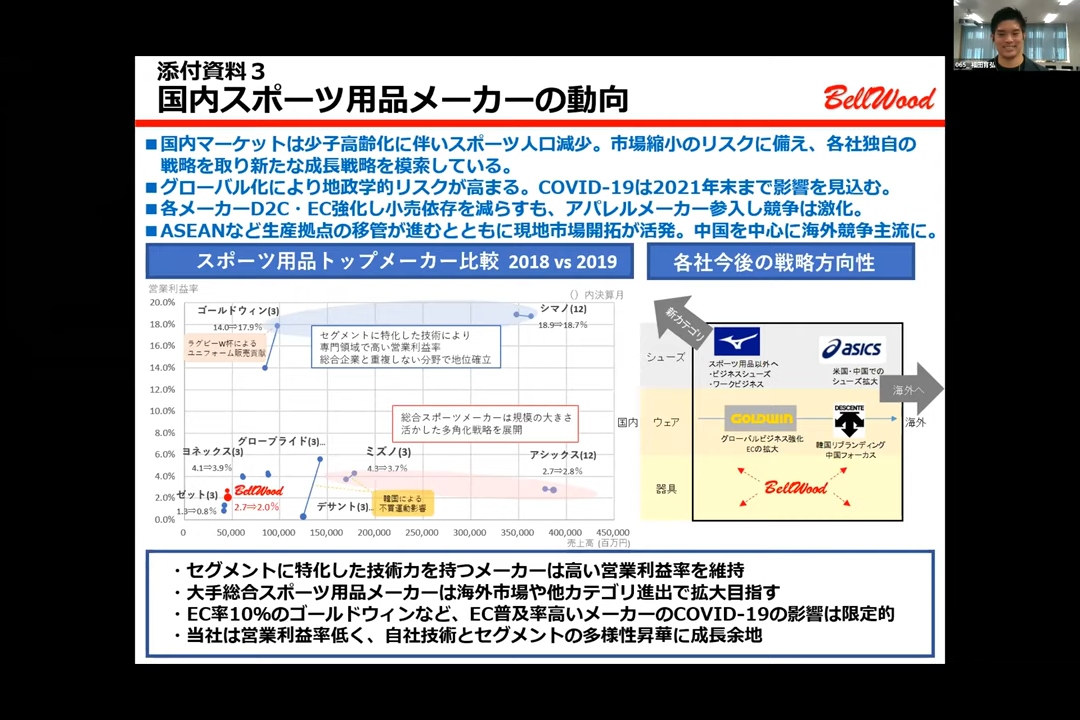 添付資料３
国内スポーツ用品メーカーの動向
BellWood
■国内マーケットは少子高齢化に伴いスポーツ人口減少。市場縮小のリスクに備え、各社独自の
戦略を取り新たな成長戦略を模索している。
■グローバル化により地政学的リスクが高まる。COVID-19は2021年末まで影響を見込む。
■各メーカーD2C・EC強化し小売依存を減らすも、アパレルメーカー参入し競争は激化。
■ASEANなど生産拠点の移管が進むとともに現地市場開拓が活発。中国を中心に海外競争主流に。
スポーツ用品トップメーカー比較 2018 vs 2019
営業利益率
（）内決算月
20.0%
18.0%
16.0%
14.0%
12.0%
10.0%
8.0%
6.0%
4.0%
2.0%
0.0%
ゴールドウィン(3)
14.0⇒17.9%
ラグビーW杯による
ユニフォーム販売貢献
シマノ(12)
18.9⇒18.7%
セグメントに特化した技術により
専門領域で高い営業利益率
総合企業と重複しない分野で地位確立
総合スポーツメーカーは規模の大きさ
活かした多角化戦略を展開
グローブライド(3)...
ヨネックス(3)
4.1⇒3.9%
ミズノ(3)
4.3⇒3.7%
アシックス(12)
2.7⇒2.8%
ゼット(3)
1.3⇒0.8%
BellWood
2.7⇒2.0%
デサント(3)...
韓国による
不買運動影響
0
50,000
100,000
150,000
200,000
250,000
300,000
350,000
400,000
450,000
売上高 (百万円)
各社今後の戦略方向性
新カテゴリ
シューズ
スポーツ用品以外へ
・ビジネスシューズ
・ワークビジネス
asics
米国・中国での
シューズ拡大
海外へ
国内
ウェア
GOLDWIN
グローバルビジネス強化
ECの拡大
DESCENTE
韓国リブランディング
中国フォーカス
海外
器具
BellWood
・セグメントに特化した技術力を持つメーカーは高い営業利益率を維持
・大手総合スポーツ用品メーカーは海外市場や他カテゴリ進出で拡大目指す
・EC率10%のゴールドウィンなど、EC普及率高いメーカーのCOVID-19の影響は限定的
・当社は営業利益率低く、自社技術とセグメントの多様性昇華に成長余地